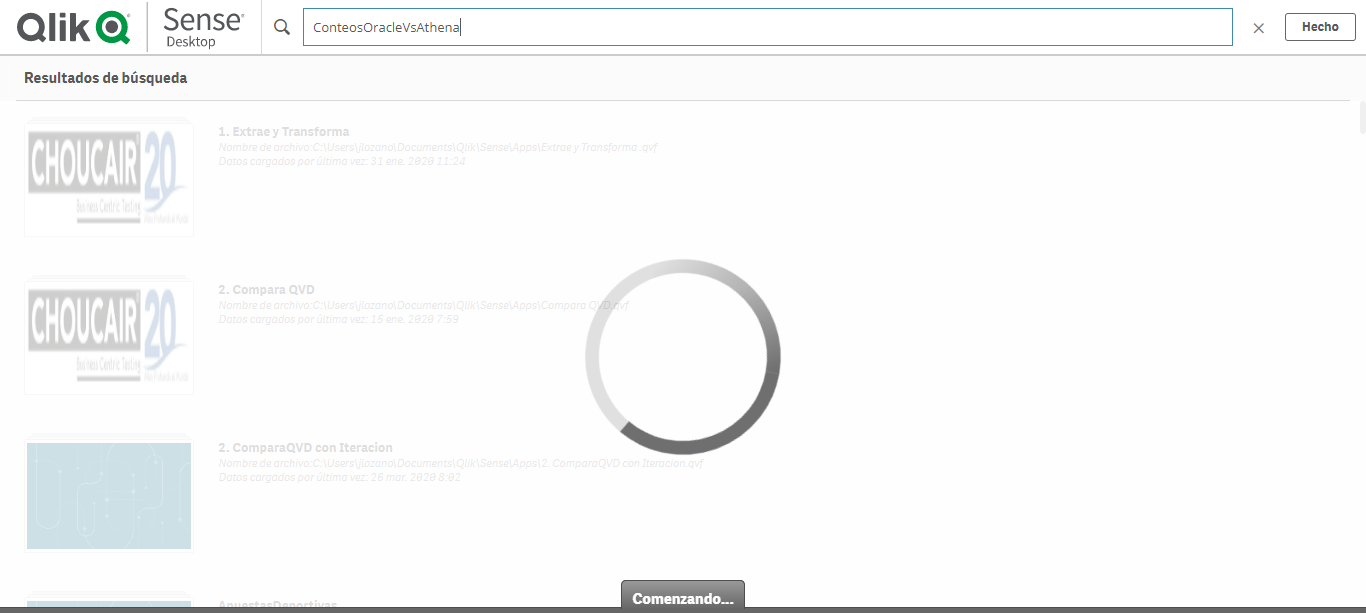 Qlik Q
Sense
Desktop
ConteosOracleVsAthena
Hecho
Resultados de búsqueda
CHOUCAIR 20
Business Centric Testing
1. Extrae y Transforma
Nombre de archivo:C:\Users\jlozano\Documents\Qlik\Sense\Apps\Extrae y Transforma .qvf
Datos cargados por última vez: 31 ene. 2020 11:24
CHOUCAIR 20
Business Centric Testing
2. Compara QVD
Nombre de archivo:C:\Users\jlozano\Documents\Qlik\Sense\Apps\Compara QVD.qvf
Datos cargados por última vez: 15 ene. 2020 7:59
2. ComparaQVD con Iteracion
Nombre de archivo:C:\Users\jlozano\Documents\Qlik\Sense\Apps\2. ComparaQVD con Iteracion.qvf
Datos cargados por última vez: 26 mar. 2020 8:02
ApuestasDeportivas
Comenzando...